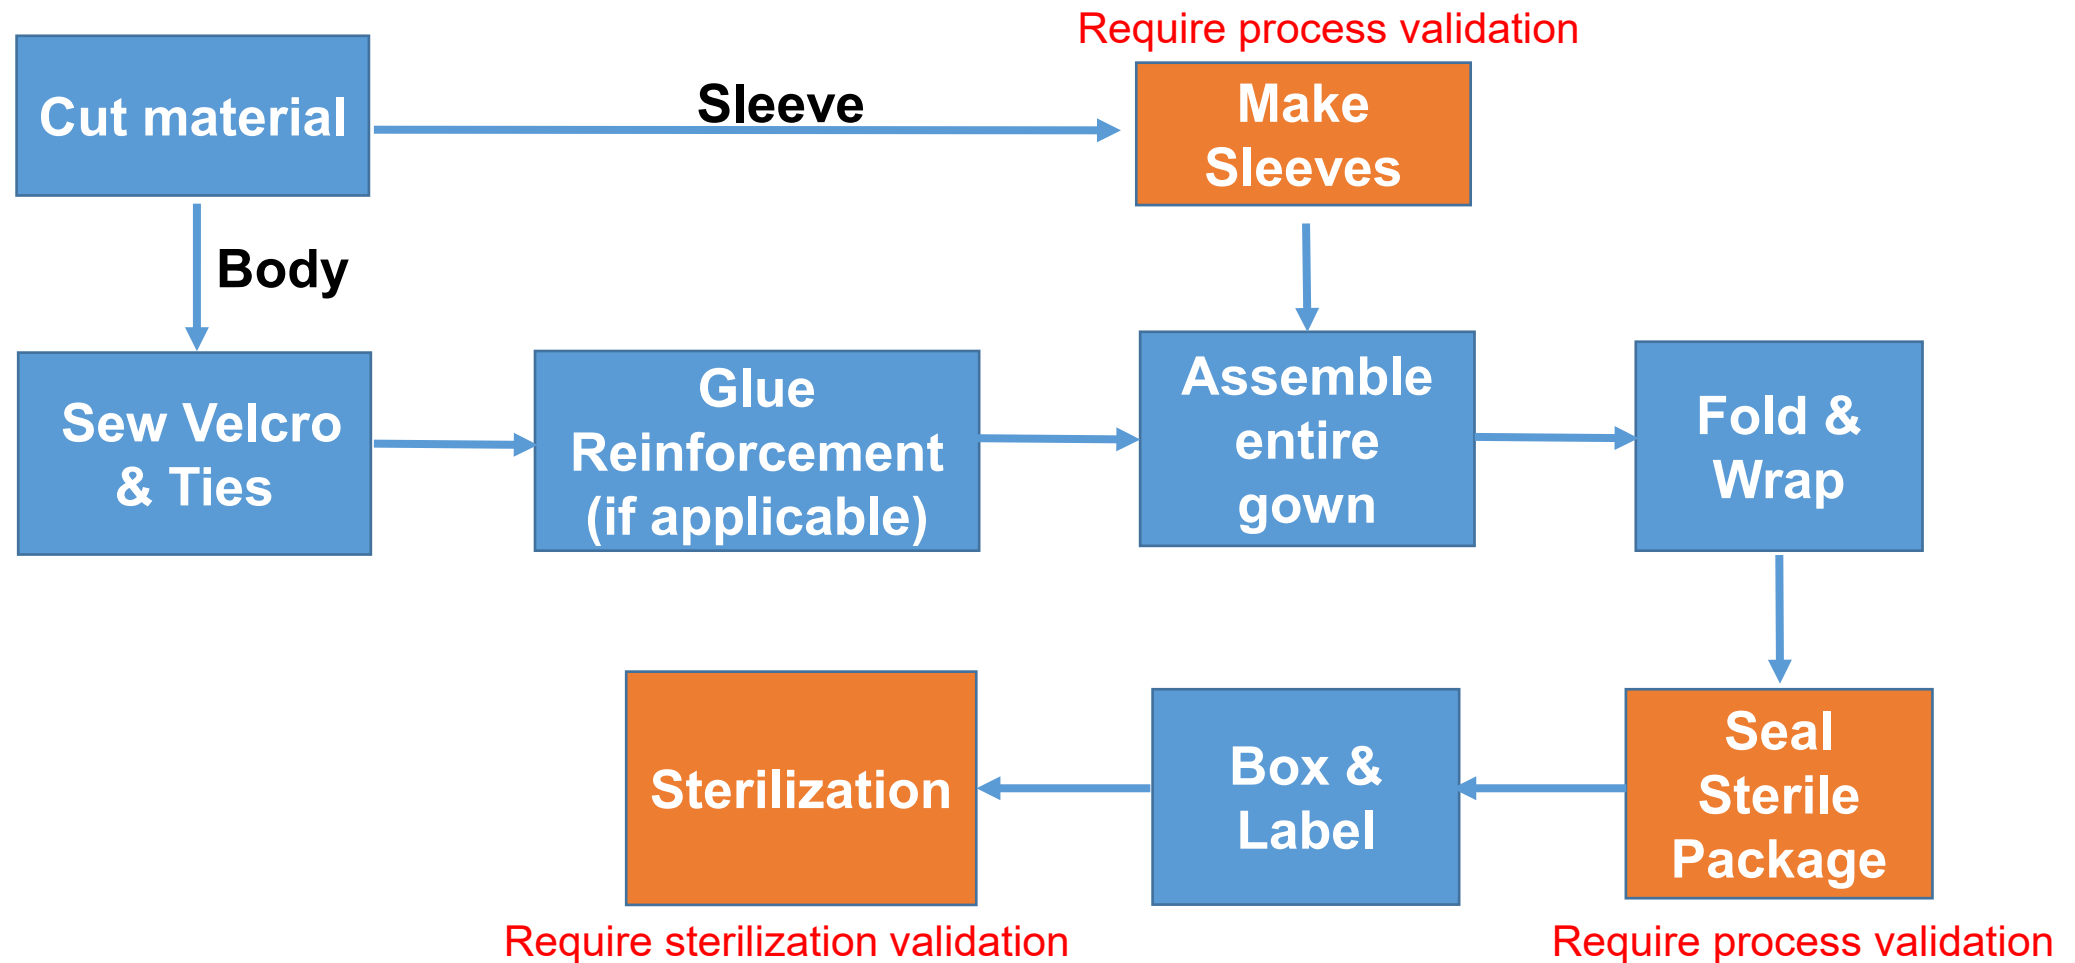 Require process validation
Cut material
Sleeve
Make
Sleeves
Body
Sew Velcro
& Ties
Glue
Reinforcement
(if applicable)
Assemble
entire
gown
Fold &
Wrap
Sterilization
Box &
Label
Seal
Sterile
Package
Require sterilization validation
Require process validation